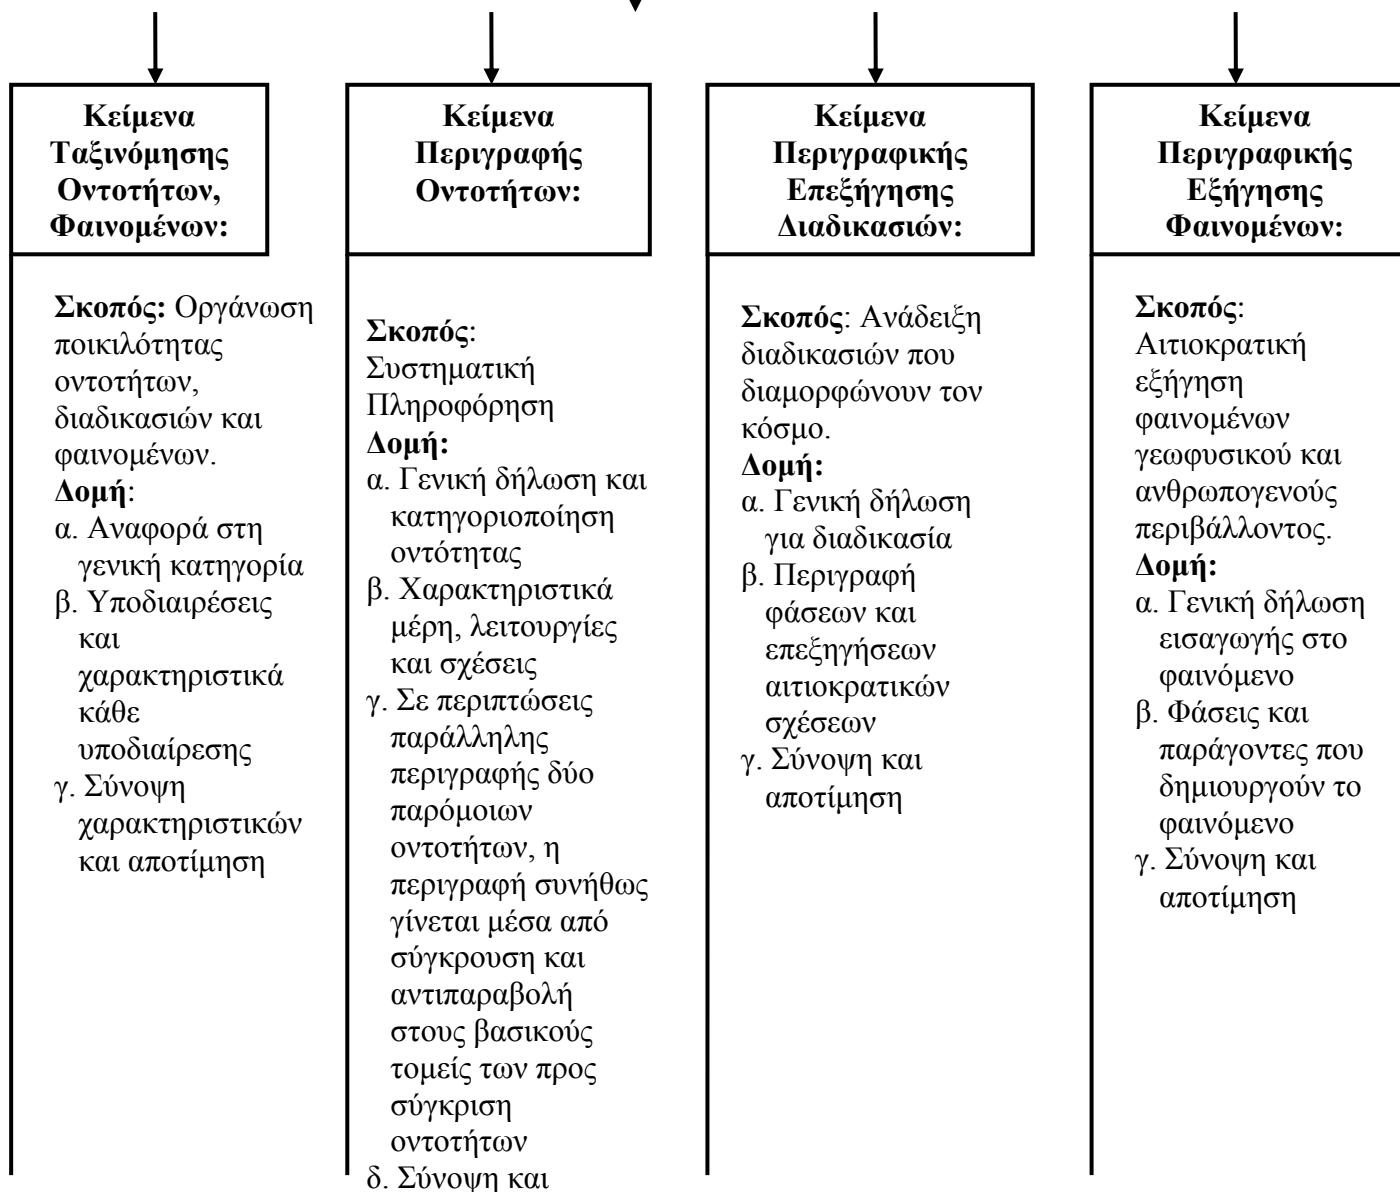 Κείμενα
Ταξινόμησης
Οντοτήτων,
Φαινομένων:
Σκοπός: Οργάνωση
ποικιλότητας
οντοτήτων,
διαδικασιών και
φαινομένων.
Δομή:
α. Αναφορά στη
γενική κατηγορία
β. Υποδιαιρέσεις
και
χαρακτηριστικά
κάθε
υποδιαίρεσης
γ. Σύνοψη
χαρακτηριστικών
και αποτίμηση
Κείμενα
Περιγραφής
Οντοτήτων:
Σκοπός:
Συστηματική
Πληροφόρηση
Δομή:
α. Γενική δήλωση και
κατηγοριοποίηση
οντότητας
β. Χαρακτηριστικά
μέρη, λειτουργίες
και σχέσεις
γ. Σε περιπτώσεις
παράλληλης
περιγραφής δύο
παρόμοιων
οντοτήτων, η
περιγραφή συνήθως
γίνεται μέσα από
σύγκρουση και
αντιπαραβολή
στους βασικούς
τομείς των προς
σύγκριση
οντοτήτων
δ. Σύνοψη και
Κείμενα
Περιγραφικής
Επεξήγησης
Διαδικασιών:
Σκοπός: Ανάδειξη
διαδικασιών που
διαμορφώνουν τον
κόσμο.
Δομή:
α. Γενική δήλωση
για διαδικασία
β. Περιγραφή
φάσεων και
επεξηγήσεων
αιτιοκρατικών
σχέσεων
γ. Σύνοψη και
αποτίμηση
Κείμενα
Περιγραφικής
Εξήγησης
Φαινομένων:
Σκοπός:
Αιτιοκρατική
εξήγηση
φαινομένων
γεωφυσικού και
ανθρωπογενούς
περιβάλλοντος.
Δομή:
α. Γενική δήλωση
εισαγωγής στο
φαινόμενο
β. Φάσεις και
παράγοντες που
δημιουργούν το
φαινόμενο
γ. Σύνοψη και
αποτίμηση